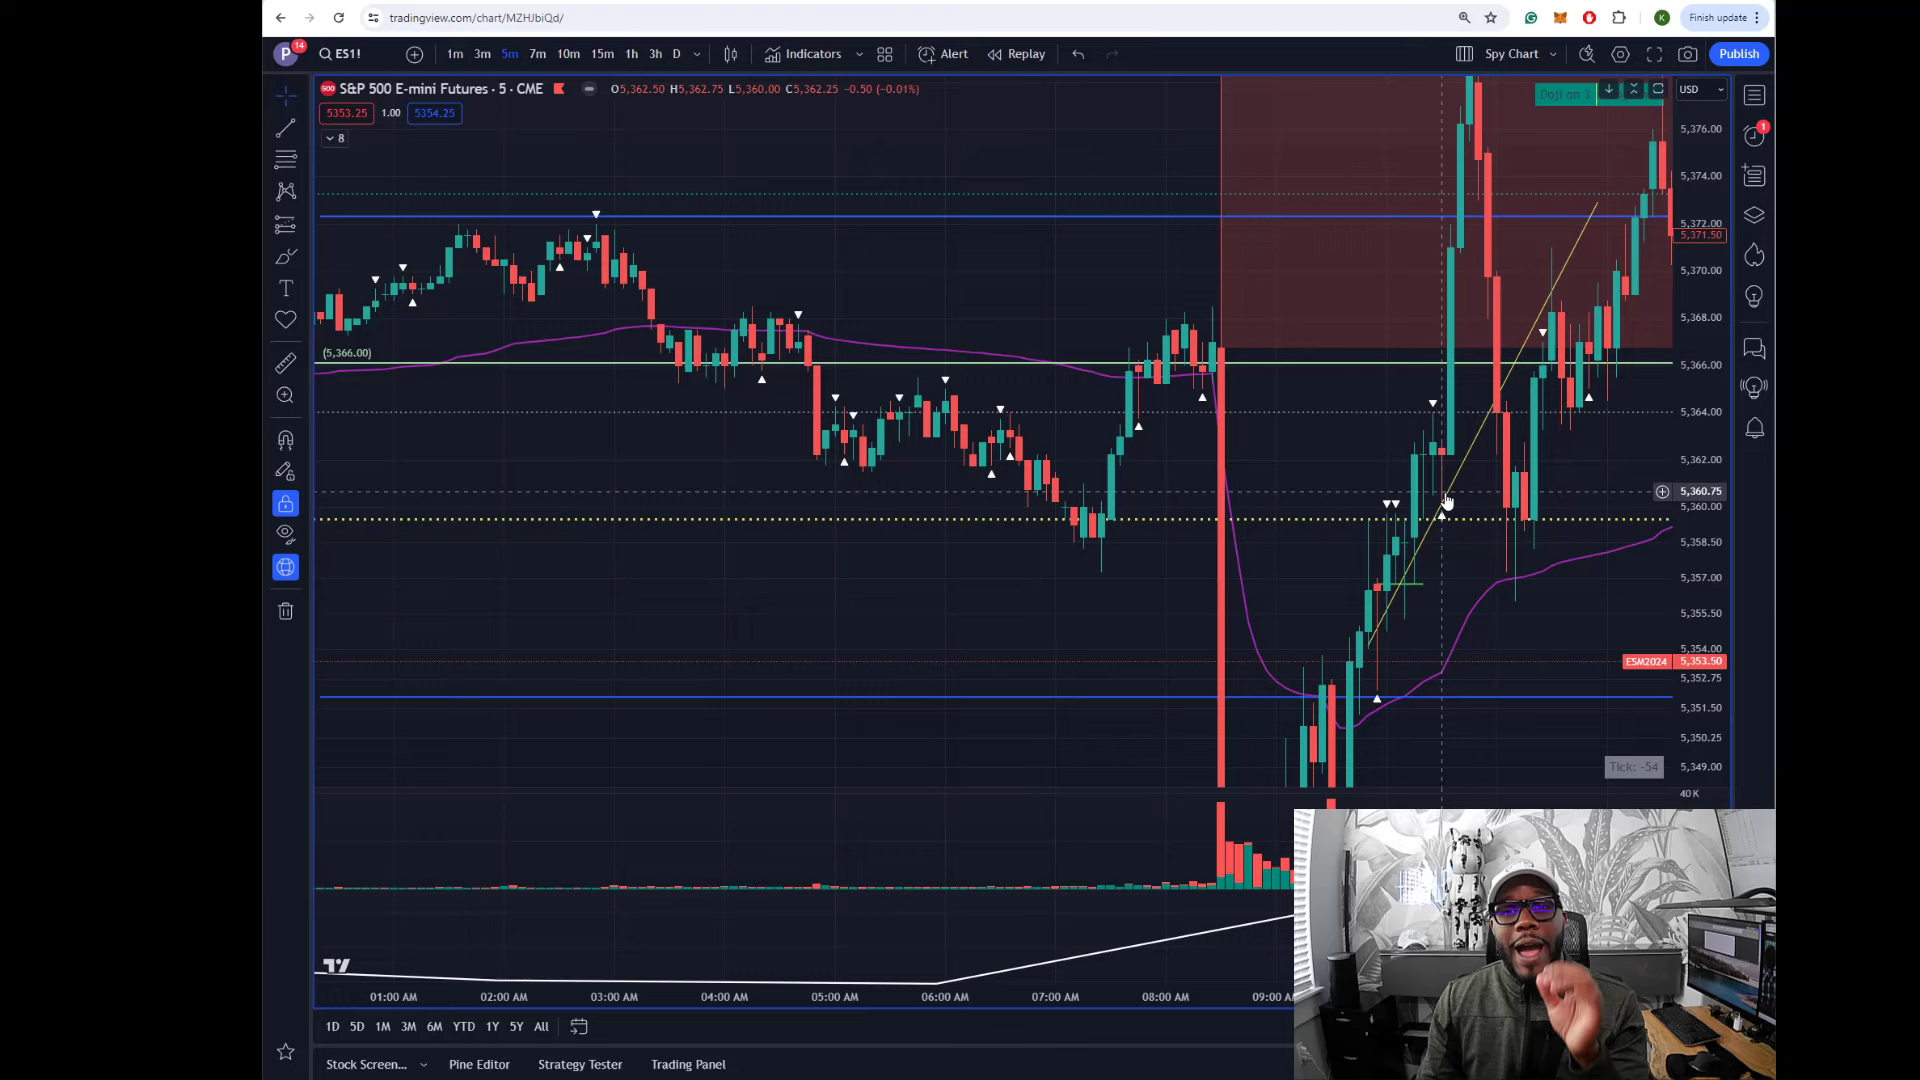 tradingview.com/chart/MZHJbiQd/
Finish update
K
P
14
ES1!
1m 3m 5m 7m 10m 15m 1h 3h D
Indicators
Alert
Replay
Spy Chart
Publish
500
S&P 500 E-mini Futures · 5 · CME
O5,362.50 H5,362.75 L5,360.00 C5,362.25 -0.50 (-0.01%)
5353.25 1.00 5354.25
8
Doji on 3
USD
1
5,376.00
5,374.00
5,372.00
5,371.50
5,370.00
5,368.00
(5,366.00)
5,366.00
5,364.00
5,362.00
5,360.75
5,360.00
5,358.50
5,357.00
5,355.50
5,354.00
ESM2024 5,353.50
5,352.75
5,351.50
5,350.25
Tick: -54
5,349.00
40 K
01:00 AM 02:00 AM 03:00 AM 04:00 AM 05:00 AM 06:00 AM 07:00 AM 08:00 AM 09:00 AM
1D 5D 1M 3M 6M YTD 1Y 5Y All
Stock Screen... Pine Editor Strategy Tester Trading Panel